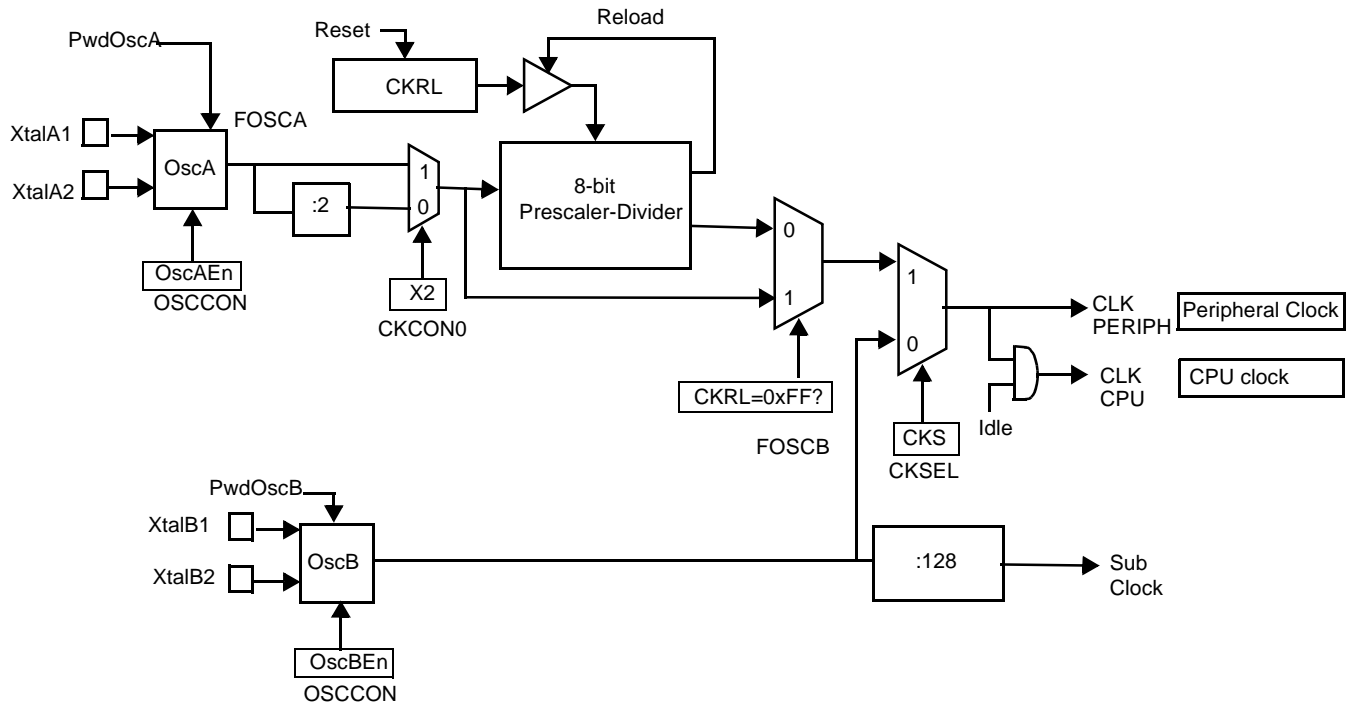 Reload
Reset
PwdOscA
CKRL
FOSCA
XtalA1
OscA
XtalA2
:2
1
0
8-bit
Prescaler-Divider
0
1
1
0
OscAEn
OSCCON
X2
CKCON0
CLK
PERIPH
Peripheral Clock
CLK
CPU
CPU clock
CKRL=0xFF?
Idle
FOSCB
CKS
CKSEL
PwdOscB
XtalB1
OscB
XtalB2
:128
Sub
Clock
OscBEn
OSCCON